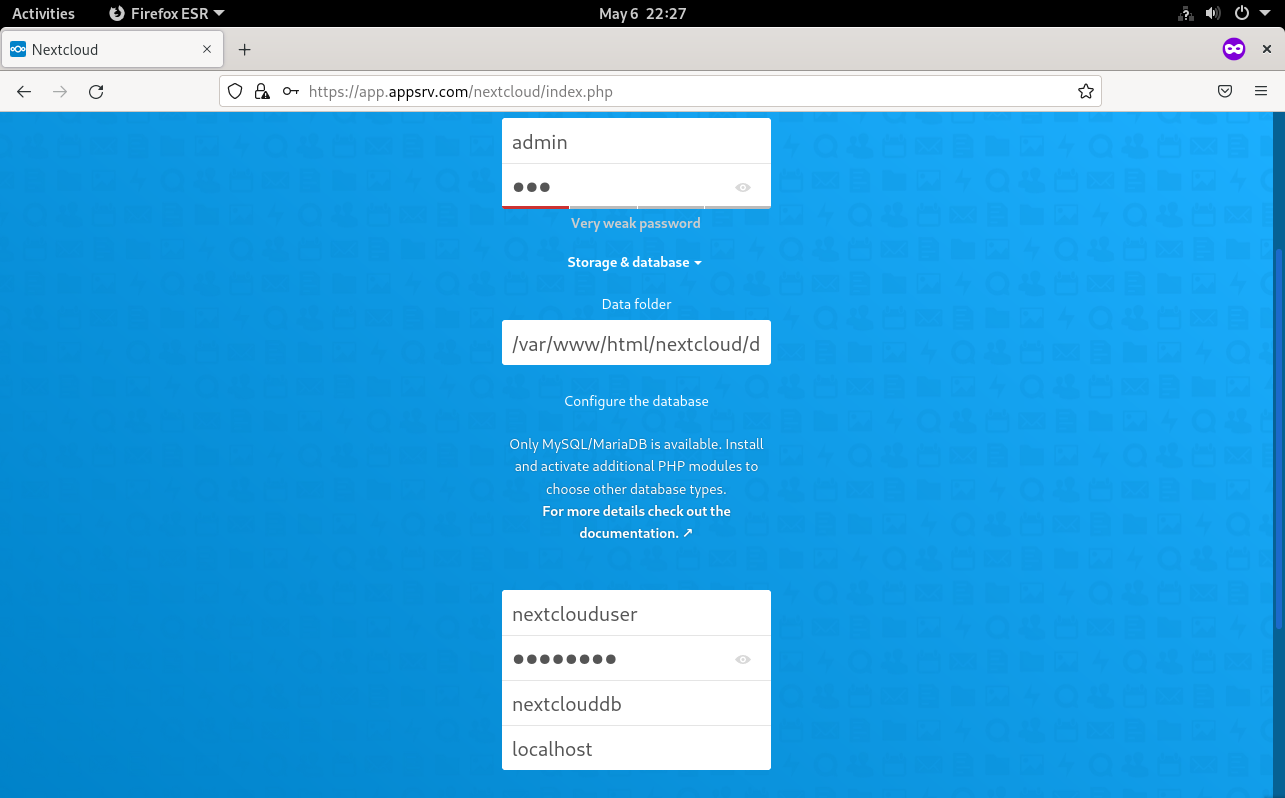 Activities
Firefox ESR
May 6 22:27
Nextcloud
https://app.appsrv.com/nextcloud/index.php
admin
●●●
Very weak password
Storage & database
Data folder
/var/www/html/nextcloud/d
Configure the database
Only MySQL/MariaDB is available. Install
and activate additional PHP modules to
choose other database types.
For more details check out the
documentation. ↗
nextclouduser
●●●●●●●●
nextclouddb
localhost